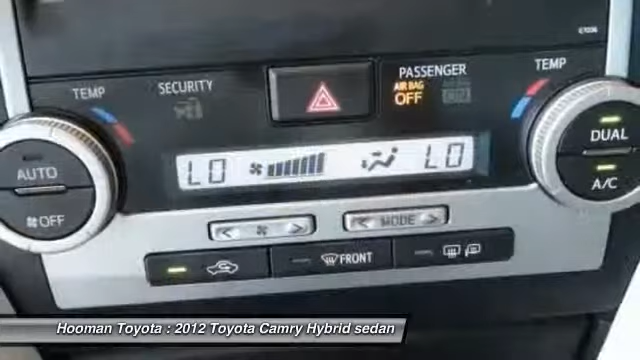 C7036
TEMP
SECURITY
PASSENGER
TEMP
AIR BAG
OFF
LO
LO
AUTO
OFF
DUAL
A/C
< >
< MODE >
FRONT
Hooman Toyota : 2012 Toyota Camry Hybrid sedan